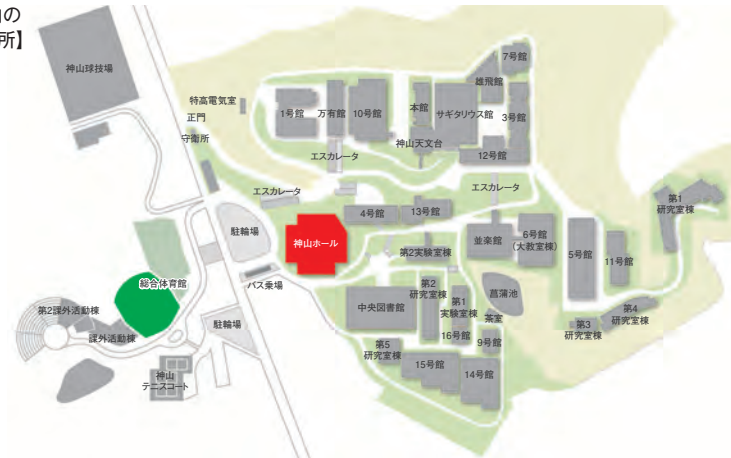 の
所】
神山球技場
特高電気室
正門
守衛所
1号館
万有館
10号館
本館
神山天文台
サギタリウス館
雄飛館
7号館
3号館
12号館
エスカレータ
エスカレータ
エスカレータ
駐輪場
神山ホール
4号館
13号館
第2実験室棟
並楽館
6号館
(大教室棟)
5号館
11号館
第1
研究室棟
総合体育館
バス乗場
第2課外活動棟
課外活動棟
駐輪場
神山
テニスコート
中央図書館
第2
研究室棟
第1
実験室棟
16号館
菖蒲池
茶室
9号館
第5
研究室棟
15号館
14号館
第3
研究室棟
第4
研究室棟